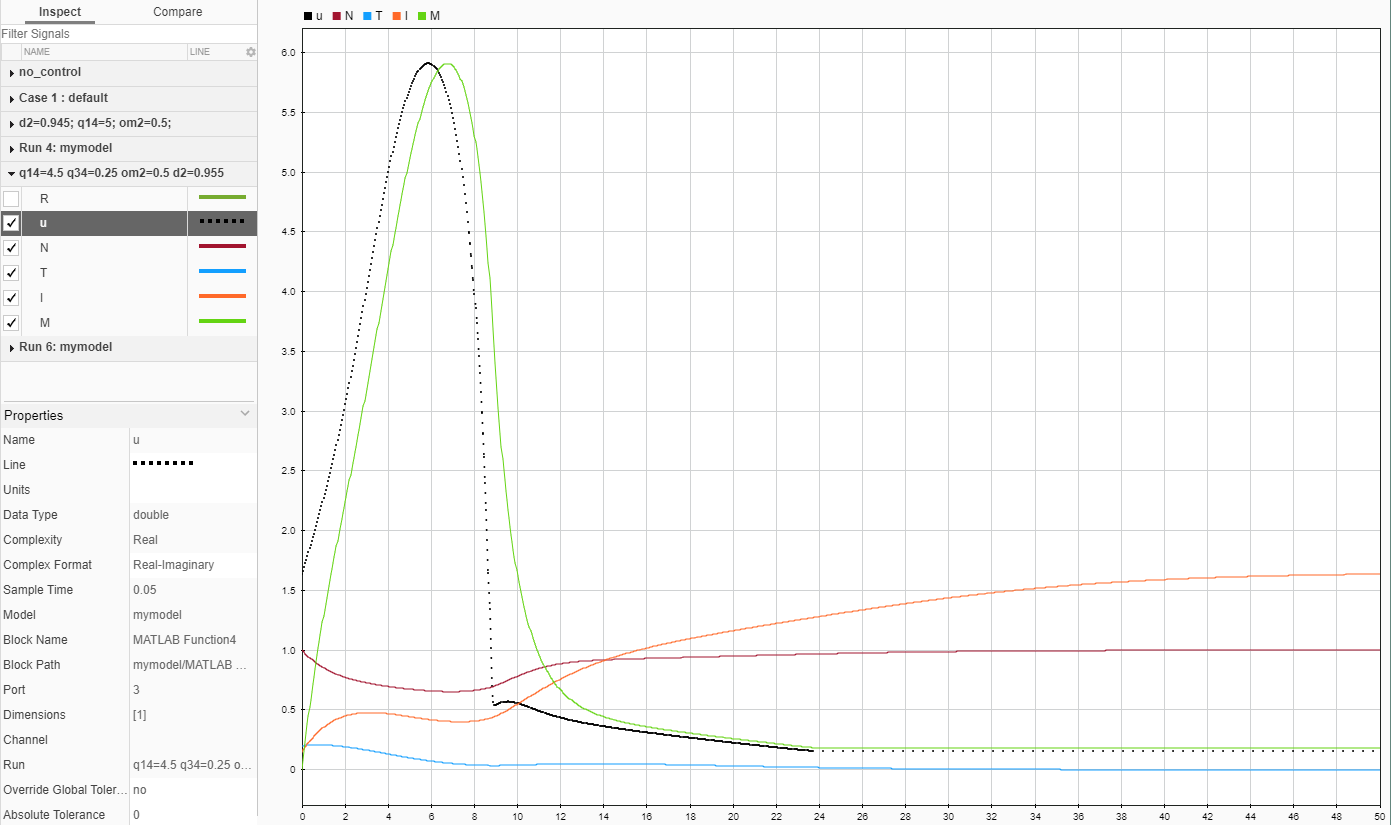 Inspect Compare
Filter Signals
NAME LINE
no_control
Case 1 : default
d2=0.945; q14=5; om2=0.5;
Run 4: mymodel
q14=4.5 q34=0.25 om2=0.5 d2=0.955
R
u
N
T
I
M
Run 6: mymodel
Properties
Name u
Line
Units
Data Type double
Complexity Real
Complex Format Real-Imaginary
Sample Time 0.05
Model mymodel
Block Name MATLAB Function4
Block Path mymodel/MATLAB ...
Port 3
Dimensions [1]
Channel
Run q14=4.5 q34=0.25 o...
Override Global Toler... no
Absolute Tolerance 0
u N T I M
6.0
5.5
5.0
4.5
4.0
3.5
3.0
2.5
2.0
1.5
1.0
0.5
0
0 2 4 6 8 10 12 14 16 18 20 22 24 26 28 30 32 34 36 38 40 42 44 46 48 50